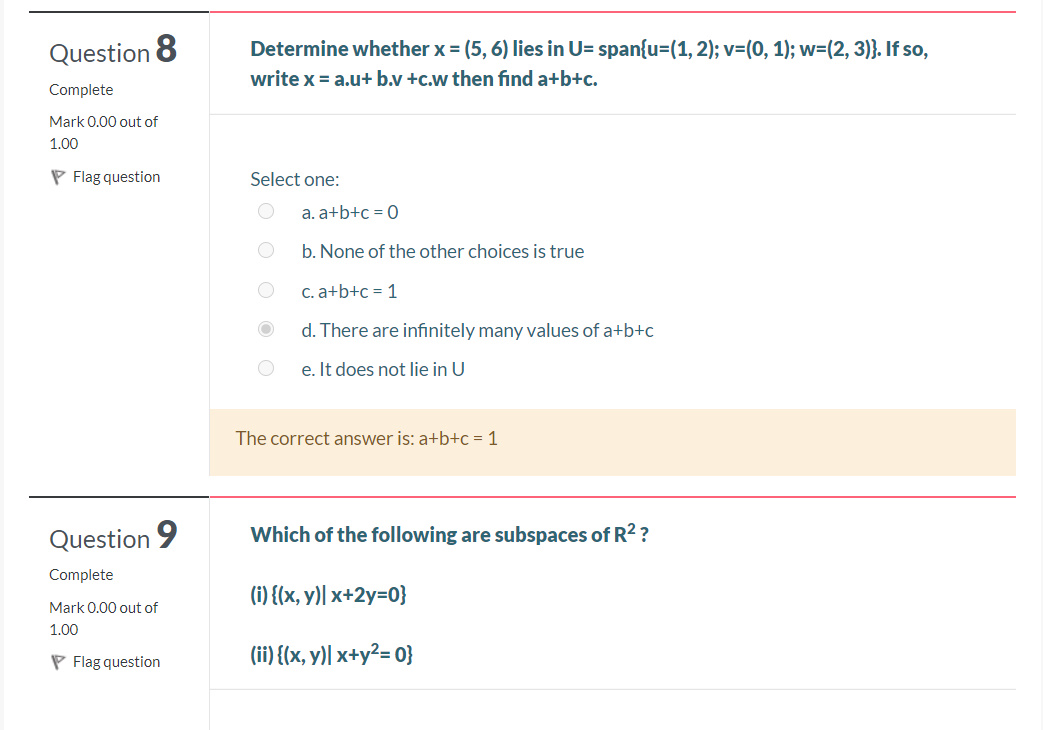 Question 8
Complete
Mark 0.00 out of
1.00
Flag question
Determine whether x = (5, 6) lies in U= span{u=(1, 2); v=(0, 1); w=(2, 3)}. If so,
write x = a.u+ b.v +c.w then find a+b+c.
Select one:
a. a+b+c = 0
b. None of the other choices is true
c. a+b+c = 1
d. There are infinitely many values of a+b+c
e. It does not lie in U
The correct answer is: a+b+c = 1
Question 9
Complete
Mark 0.00 out of
1.00
Flag question
Which of the following are subspaces of R² ?
(i) {(x, y)| x+2y=0}
(ii) {(x, y)| x+y²= 0}